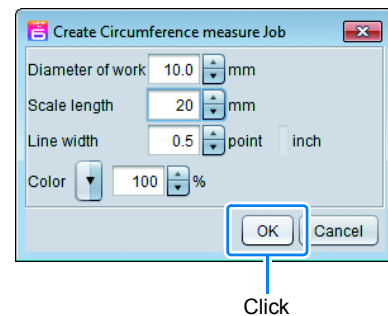 Create Circumference measure Job
Diameter of work 10.0 mm
Scale length 20 mm
Line width 0.5 point inch
Color 100 %
OK Cancel
Click